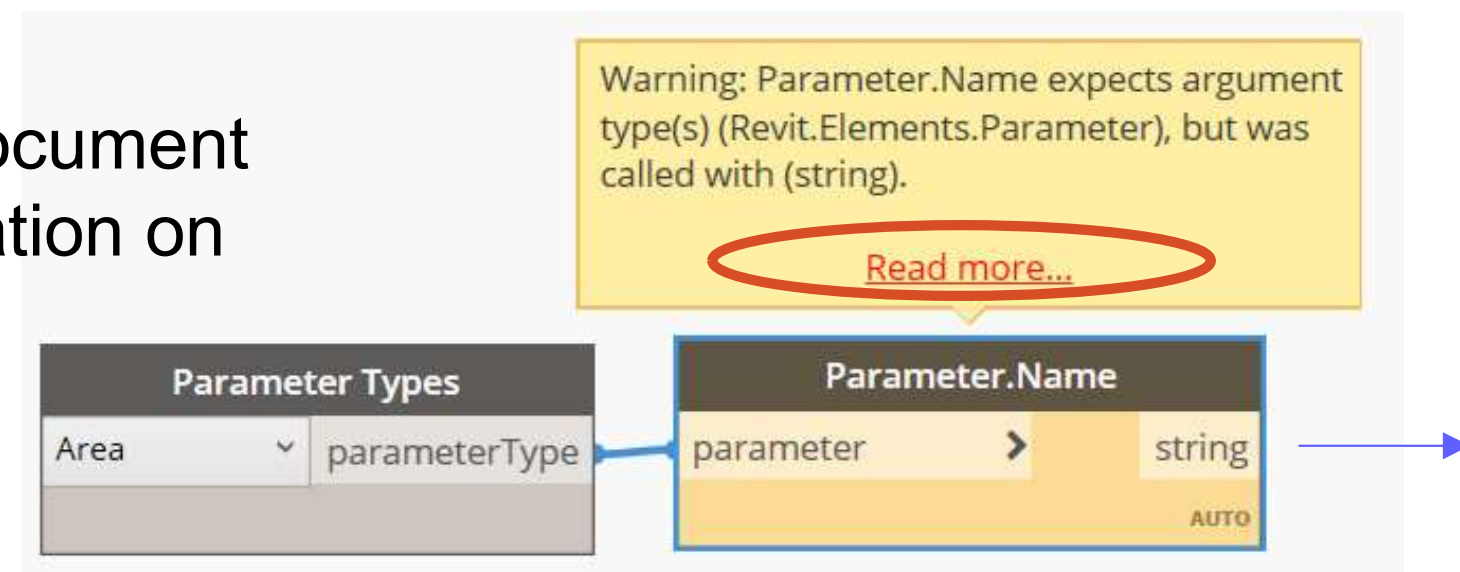 ocument
ation on
Warning: Parameter.Name expects argument
type(s) (Revit.Elements.Parameter), but was
called with (string).
Read more...
Parameter Types
Area
parameterType
Parameter.Name
parameter
string
AUTO